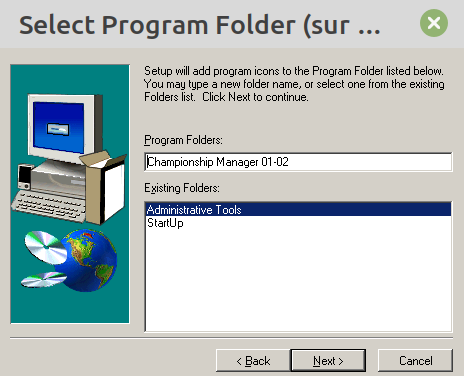 Select Program Folder (sur ...
Setup will add program icons to the Program Folder listed below.
You may type a new folder name, or select one from the existing
Folders list. Click Next to continue.
Program Folders:
Championship Manager 01-02
Existing Folders:
Administrative Tools
StartUp
< Back
Next >
Cancel